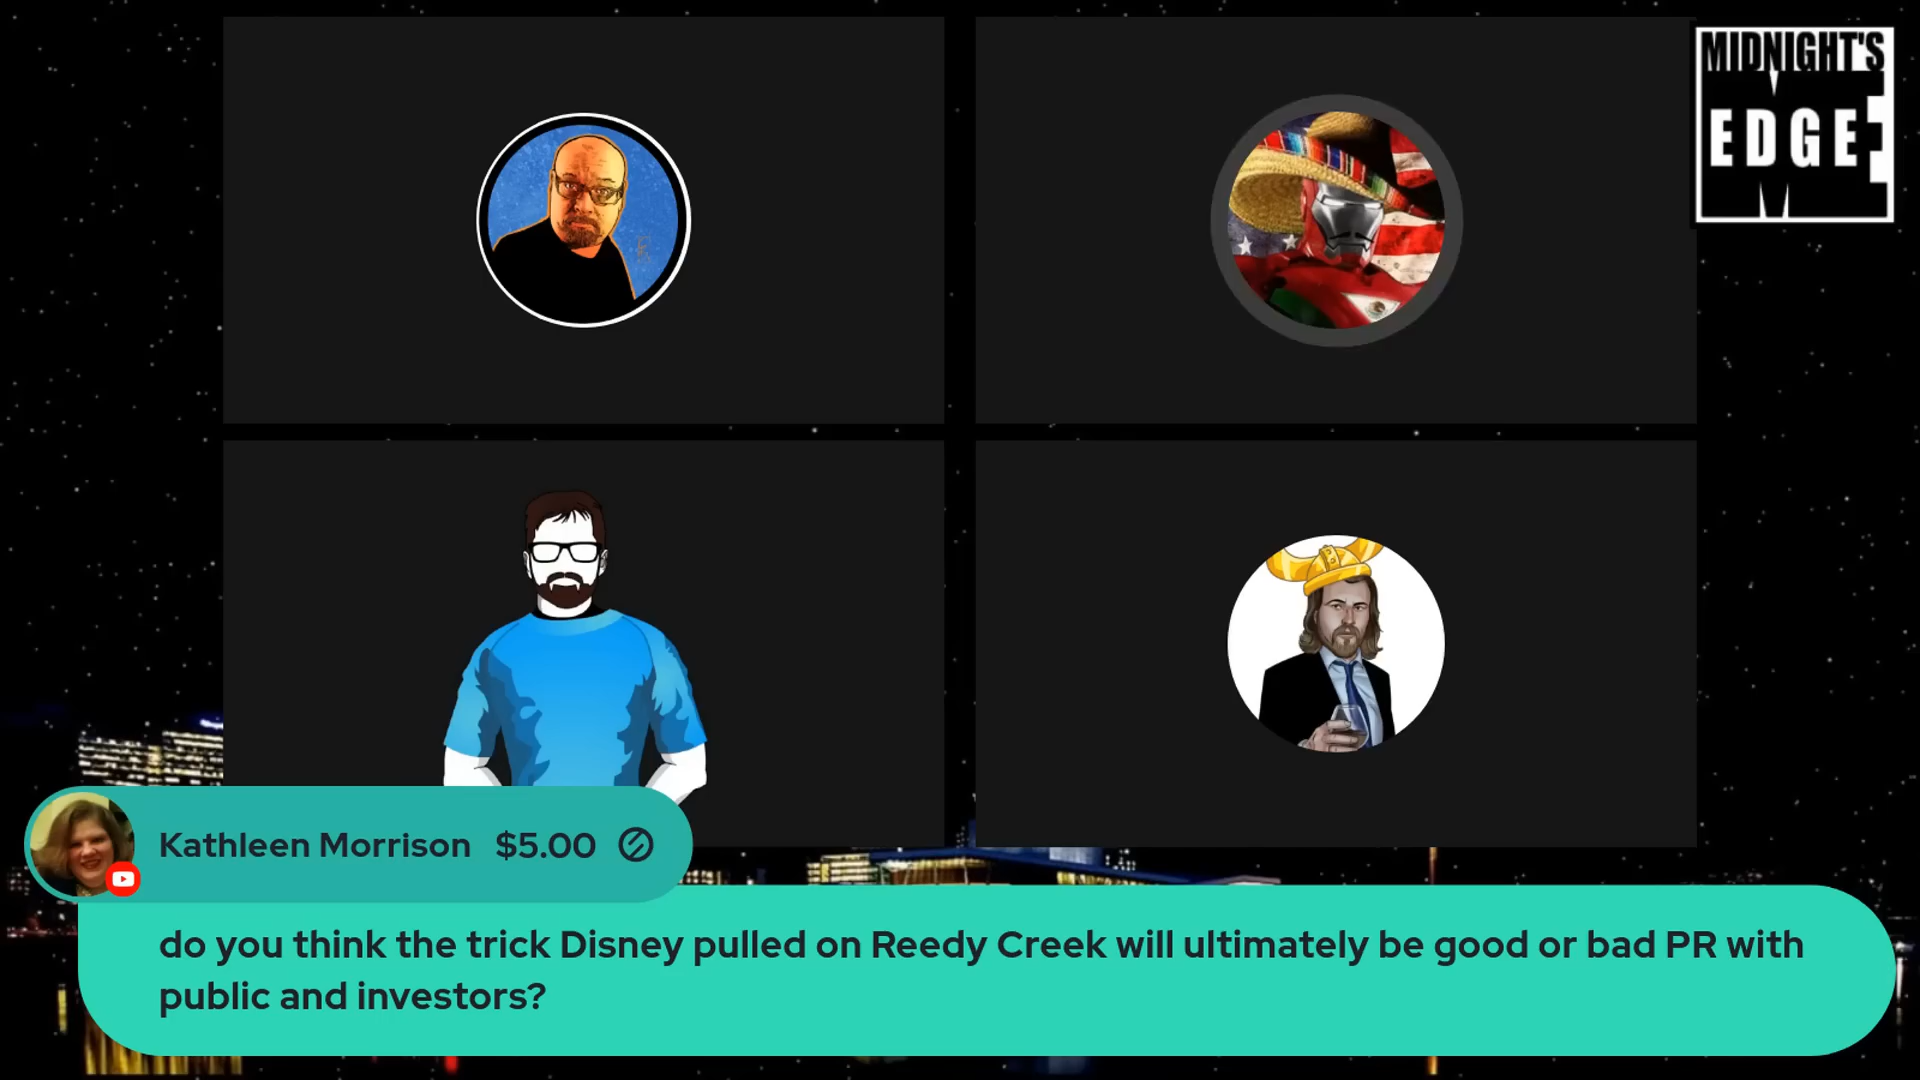 MIDNIGHT'S
EDGE
Kathleen Morrison $5.00
do you think the trick Disney pulled on Reedy Creek will ultimately be good or bad PR with
public and investors?